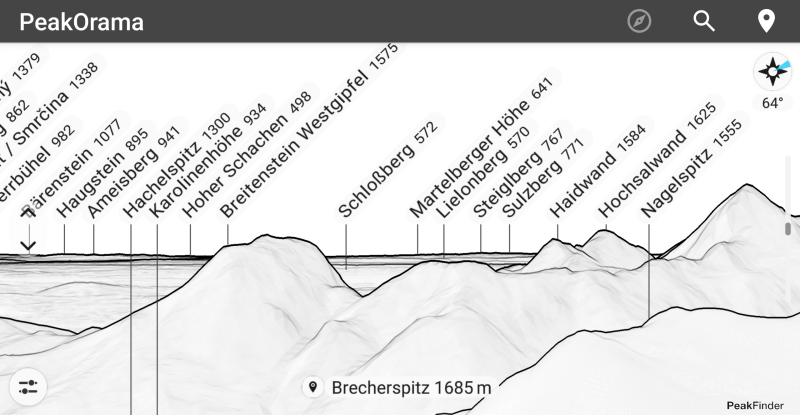 PeakOrama
64°
1379
862
/ Smrčina 1338
982
Bärenstein 1077
Haugstein 895
Ameisberg 941
Hachelspitz 1300
Karolinenhöhe 934
Hoher Schachen 498
Breitenstein Westgipfel 1575
Schloßberg 572
Martelberger Höhe 641
Lielonberg 570
Steiglberg 767
Sulzberg 771
Haidwand 1584
Hochsalwand 1625
Nagelspitz 1555
Brecherspitz 1685 m
PeakFinder